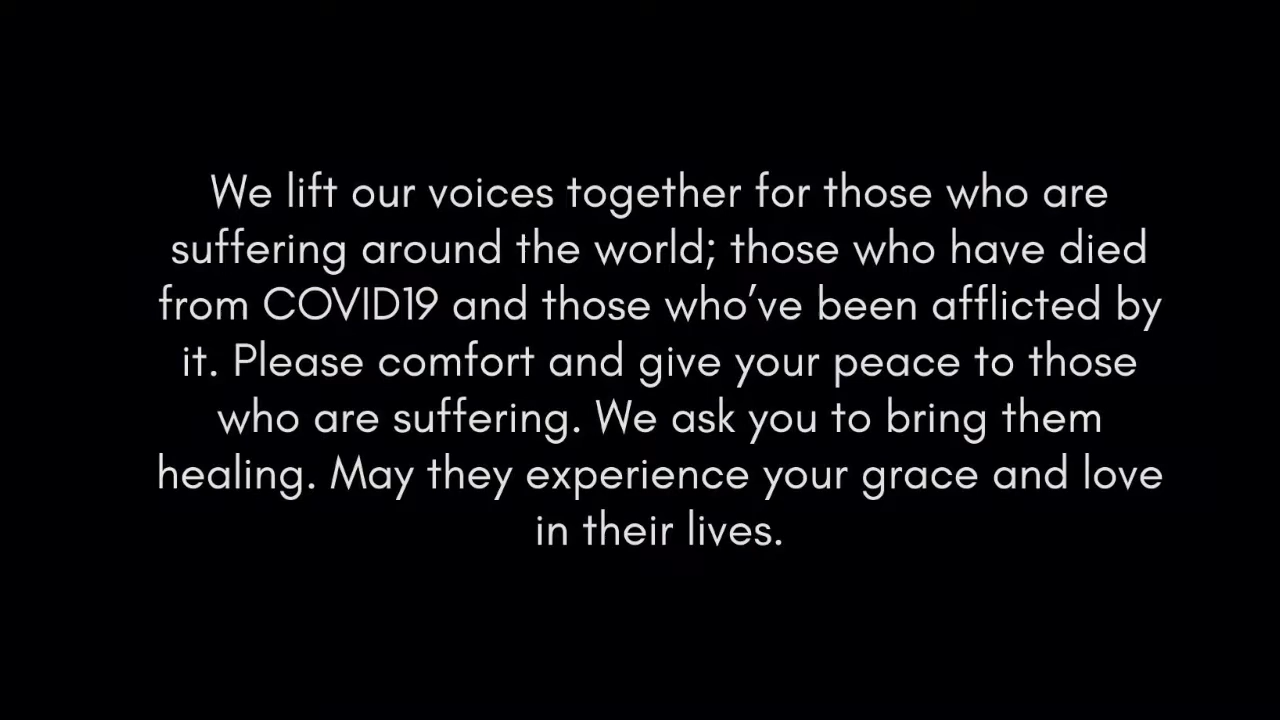 We lift our voices together for those who are
suffering around the world; those who have died
from COVID19 and those who’ve been afflicted by
it. Please comfort and give your peace to those
who are suffering. We ask you to bring them
healing. May they experience your grace and love
in their lives.